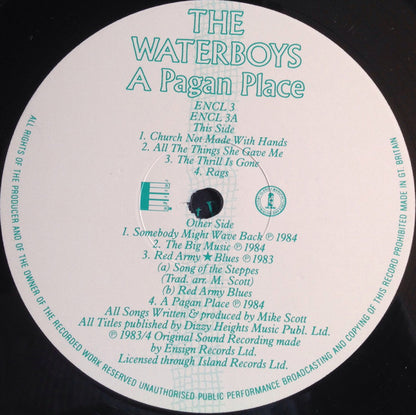 THE
WATERBOYS
A Pagan Place
ENCL 3
ENCL 3A
This Side
1. Church Not Made With Hands
2. All The Things She Gave Me
3. The Thrill Is Gone
4. Rags
Other Side
1. Somebody Might Wave Back ℗ 1984
2. The Big Music ℗ 1984
3. Red Army ★ Blues ℗ 1983
(a) Song of the Steppes
(Trad. arr. M. Scott)
(b) Red Army Blues
4. A Pagan Place ℗ 1984
All Songs Written & produced by Mike Scott
All Titles published by Dizzy Heights Music Publ. Ltd.
℗ 1983/4 Original Sound Recording made
by Ensign Records Ltd.
Licensed through Island Records Ltd.
ALL RIGHTS OF THE PRODUCER AND OF THE OWNER OF THE RECORDED WORK RESERVED UNAUTHORISED PUBLIC PERFORMANCE BROADCASTING AND COPYING OF THIS RECORD PROHIBITED MADE IN GT. BRITAIN